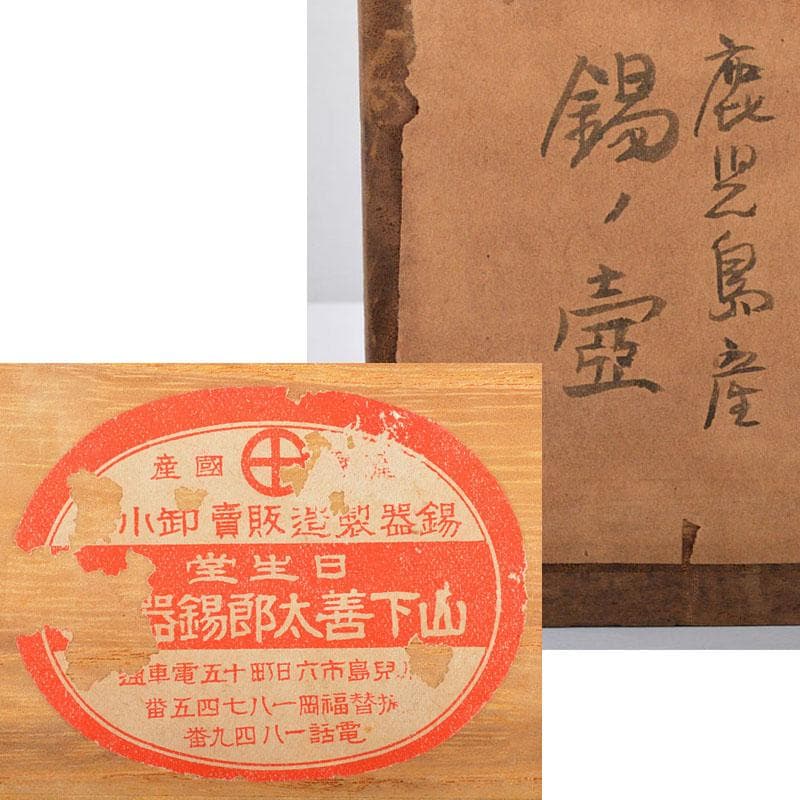 鹿児島産
錫ノ壺
國産
錫器製造販賣 卸小
日生堂
山下善太郎錫器
兒島市六日町十五電車通
振替福岡一八七四五番
電話一八四九番